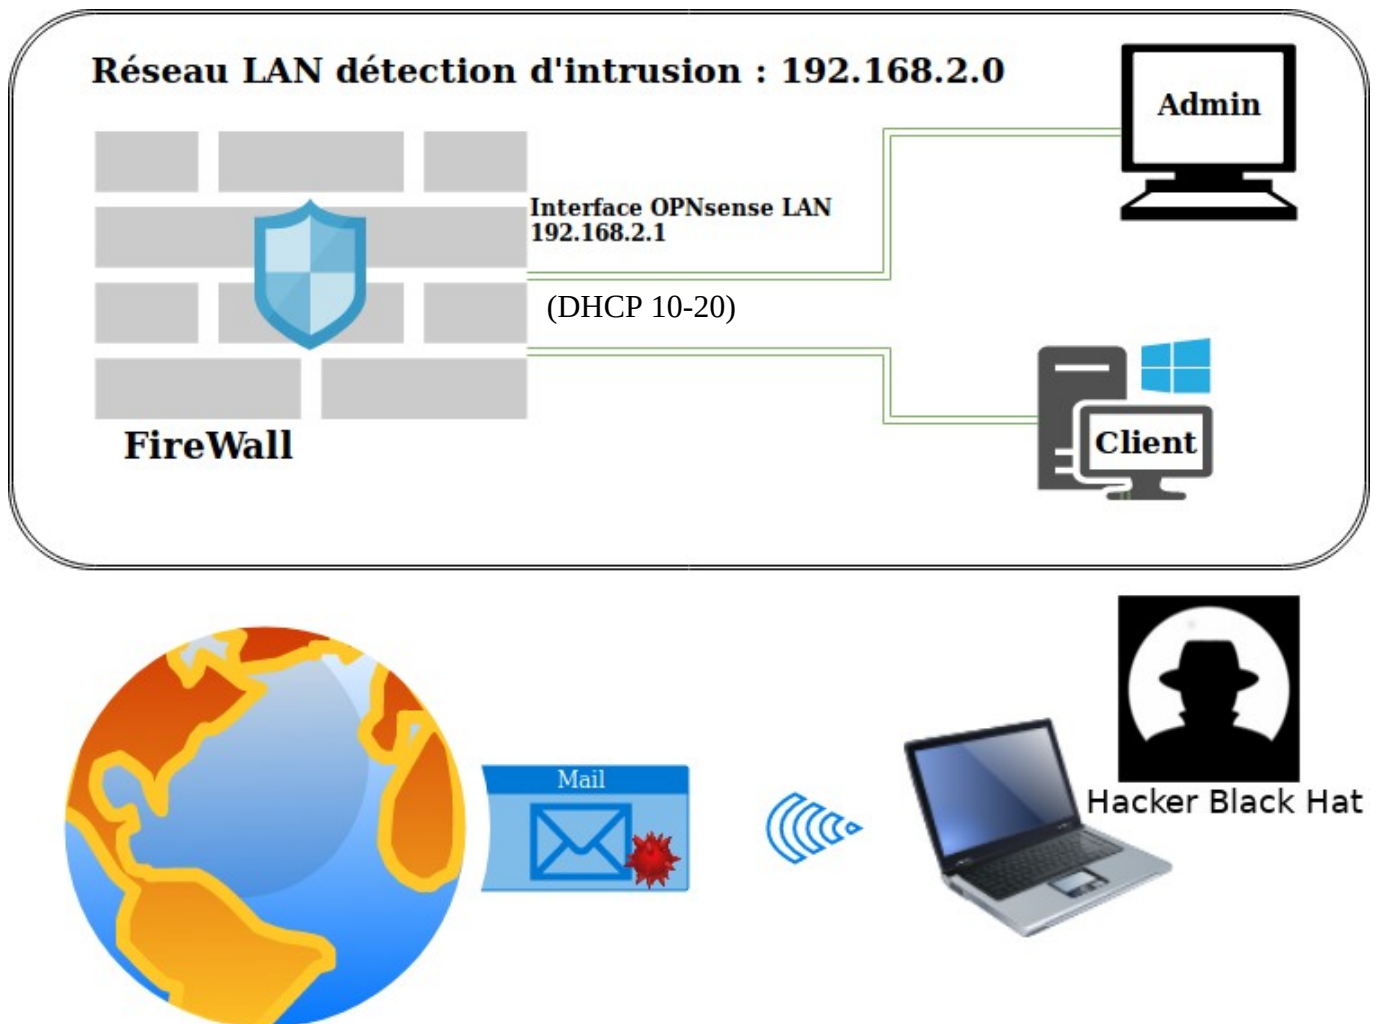 Réseau LAN détection d'intrusion : 192.168.2.0
Admin
Interface OPNsense LAN
192.168.2.1
(DHCP 10-20)
Client
FireWall
Mail
Hacker Black Hat